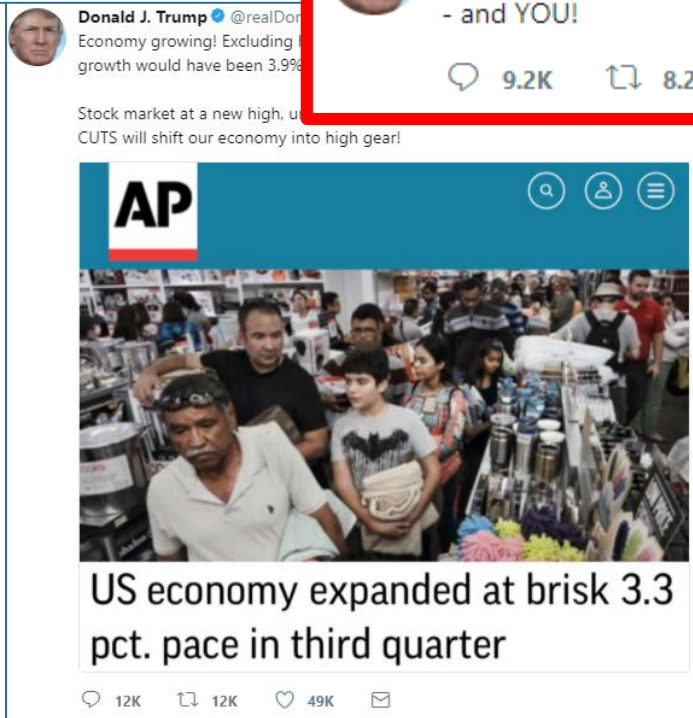 - and YOU!
9.2K 8.2
Donald J. Trump @realDon
Economy growing! Excluding
growth would have been 3.9%
Stock market at a new high,
CUTS will shift our economy into high gear!
AP
US economy expanded at brisk 3.3
pct. pace in third quarter
12K 12K 49K